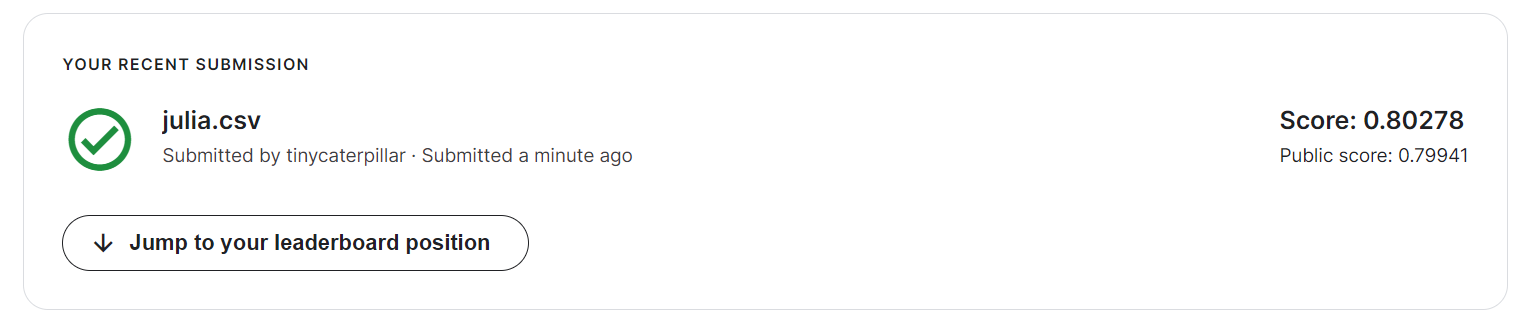 YOUR RECENT SUBMISSION
julia.csv
Submitted by tinycaterpillar · Submitted a minute ago
Score: 0.80278
Public score: 0.79941
Jump to your leaderboard position